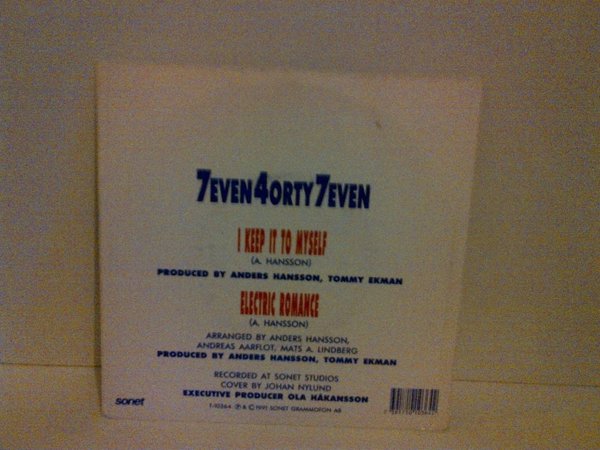 7EVEN4ORTY7EVEN
I KEEP IT TO MYSELF
(A. HANSSON)
PRODUCED BY ANDERS HANSSON, TOMMY EKMAN
ELECTRIC ROMANCE
(A. HANSSON)
ARRANGED BY ANDERS HANSSON,
ANDREAS AARFLOT, MATS A. LINDBERG
PRODUCED BY ANDERS HANSSON, TOMMY EKMAN
RECORDED AT SONET STUDIOS
COVER BY JOHAN NYLUND
EXECUTIVE PRODUCER OLA HÅKANSSON
sonet
T-10364 ℗ & © 1991 SONET GRAMMOFON AB